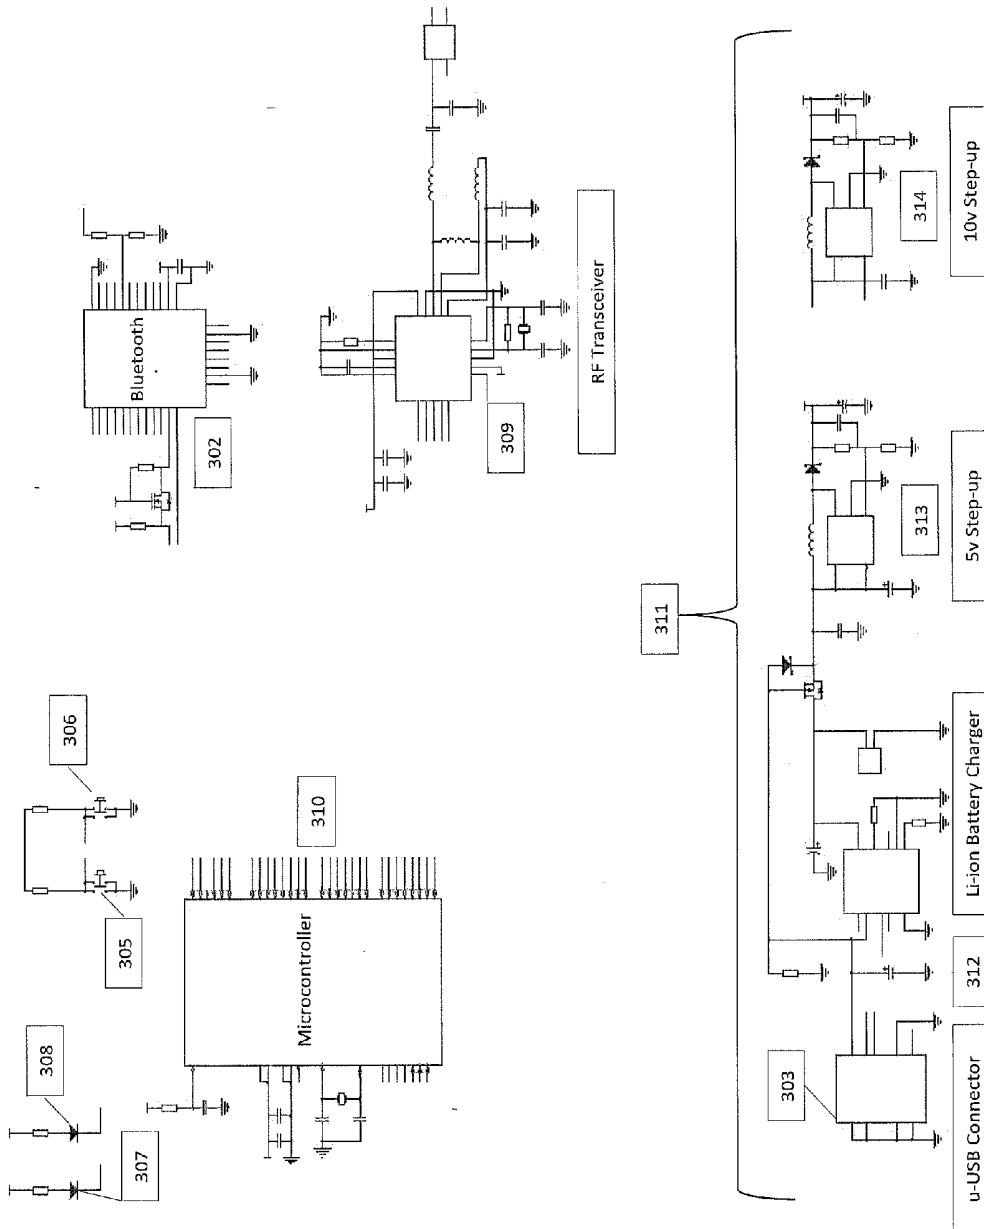 308
307
305
306
Microcontroller
310
Bluetooth
302
309
RF Transceiver
311
303
u-USB Connector
312
Li-ion Battery Charger
313
5v Step-up
314
10v Step-up